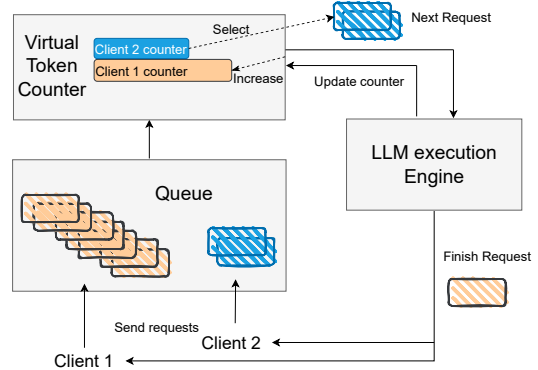 Virtual
Token
Counter
Client 2 counter
Client 1 counter
Select
Increase
Next Request
Update counter
LLM execution
Engine
Queue
Finish Request
Send requests
Client 2
Client 1